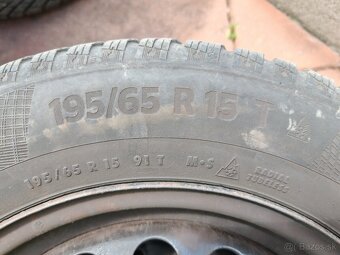 195/65 R 15 T
195/65 R 15 91 T M+S RADIAL TUBELESS
Bazos.sk